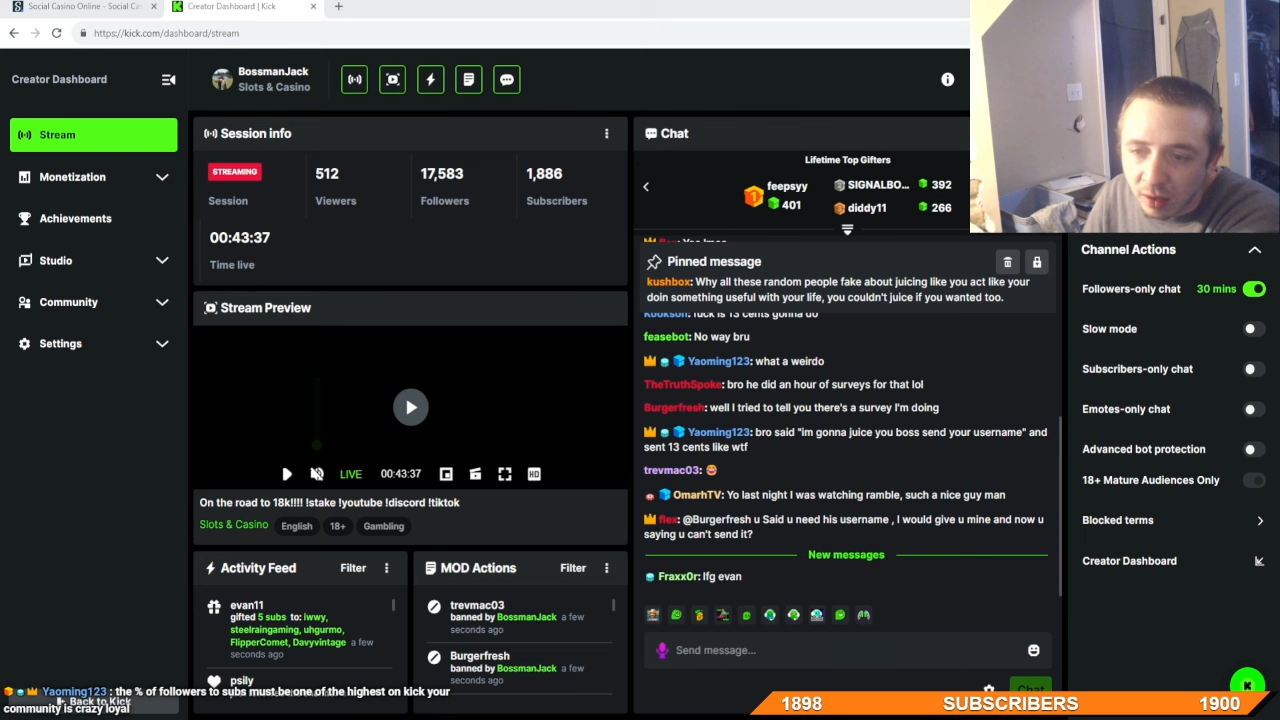 Social Casino Online - Social Cas
Creator Dashboard | Kick
https://kick.com/dashboard/stream
Creator Dashboard
BossmanJack
Slots & Casino
Stream
Monetization
Achievements
Studio
Community
Settings
Session info
STREAMING
Session
512
Viewers
17,583
Followers
1,886
Subscribers
00:43:37
Time live
Stream Preview
LIVE 00:43:37 HD
On the road to 18k!!!! !stake !youtube !discord !tiktok
Slots & Casino English 18+ Gambling
Activity Feed Filter
evan11
gifted 5 subs to: iwwy,
steelraingaming, uhgurmo,
FlipperComet, Davyvintage a few
seconds ago
psily
MOD Actions Filter
trevmac03
banned by BossmanJack a few
seconds ago
Burgerfresh
banned by BossmanJack a few
seconds ago
Chat
Lifetime Top Gifters
feepsyy
401
SIGNALBO... 392
diddy11 266
Pinned message
kushbox: Why all these random people fake about juicing like you act like your
doin something useful with your life, you couldn't juice if you wanted too.
Kookson: fuck is 13 cents gonna do
feasebot: No way bru
Yaoming123: what a weirdo
TheTruthSpoke: bro he did an hour of surveys for that lol
Burgerfresh: well I tried to tell you there's a survey I'm doing
Yaoming123: bro said "im gonna juice you boss send your username" and
sent 13 cents like wtf
trevmac03:
OmarhTV: Yo last night I was watching ramble, such a nice guy man
flex: @Burgerfresh u Said u need his username , I would give u mine and now u
saying u can't send it?
New messages
Fraxx0r: lfg evan
Send message...
Chat
Channel Actions
Followers-only chat 30 mins
Slow mode
Subscribers-only chat
Emotes-only chat
Advanced bot protection
18+ Mature Audiences Only
Blocked terms
Creator Dashboard
Yaoming123 : the % of followers to subs must be one of the highest on kick your
community is crazy loyal
Back to Kick
1898 SUBSCRIBERS 1900